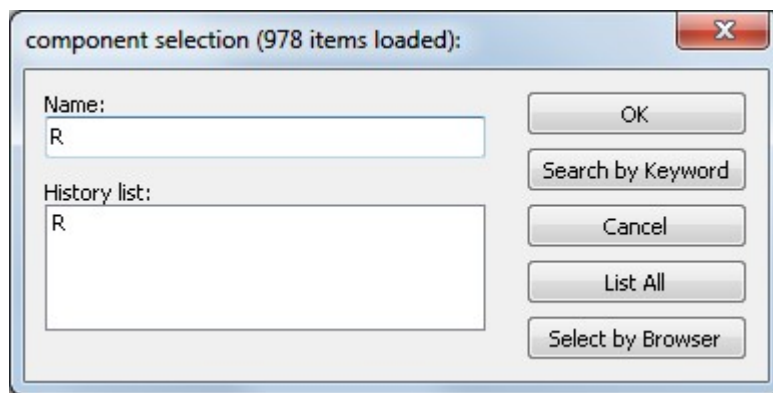 component selection (978 items loaded):
Name:
R
History list:
R
OK
Search by Keyword
Cancel
List All
Select by Browser